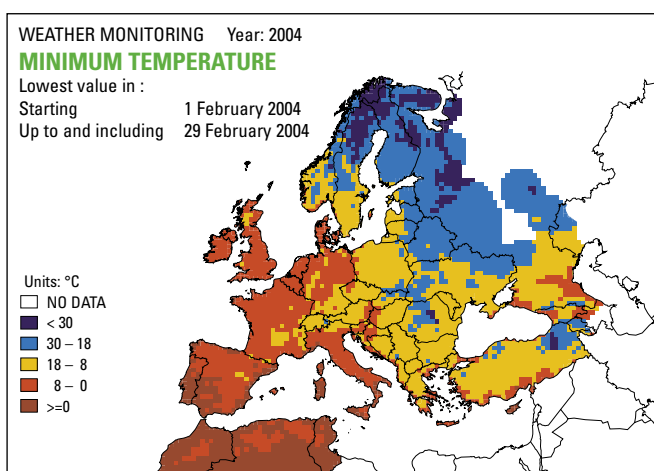 WEATHER MONITORING Year: 2004
MINIMUM TEMPERATURE
Lowest value in :
Starting 1 February 2004
Up to and including 29 February 2004
Units: °C
NO DATA
< 30
30 – 18
18 – 8
8 – 0
>=0